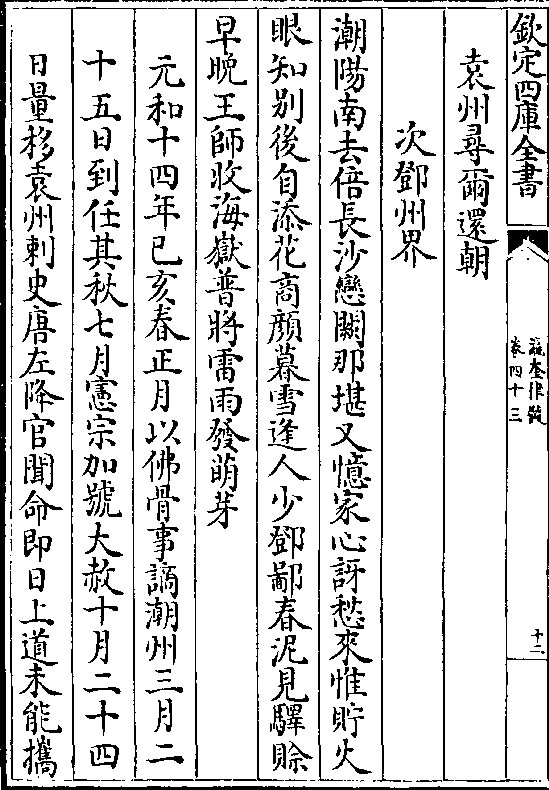 欽定四庫全書
瀛奎律髓
卷四十三
十二
袁州尋爾還朝
次鄧州界
潮陽南去倍長沙戀闕那堪又憶家心訝愁來惟貯火
眼知别後自添花商顔暮雪逢人少鄧鄙春泥見驛賒
早晚王師收海嶽普將雷雨發萌芽
元和十四年己亥春正月以佛骨事謫潮州三月二
十五日到任其秋七月憲宗加號大赦十月二十四
日量移袁州刺史唐左降官聞命即日上道未能攜